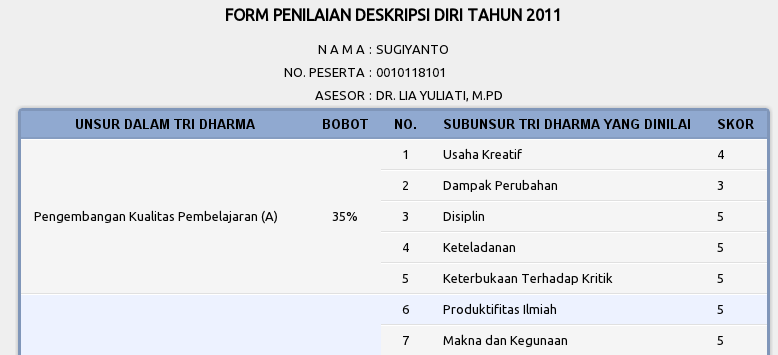 FORM PENILAIAN DESKRIPSI DIRI TAHUN 2011
N A M A : SUGIYANTO
NO. PESERTA : 0010118101
ASESOR : DR. LIA YULIATI, M.PD
UNSUR DALAM TRI DHARMA BOBOT NO. SUBUNSUR TRI DHARMA YANG DINILAI SKOR
1 Usaha Kreatif 4
2 Dampak Perubahan 3
Pengembangan Kualitas Pembelajaran (A) 35% 3 Disiplin 5
4 Keteladanan 5
5 Keterbukaan Terhadap Kritik 5
6 Produktifitas Ilmiah 5
7 Makna dan Kegunaan 5